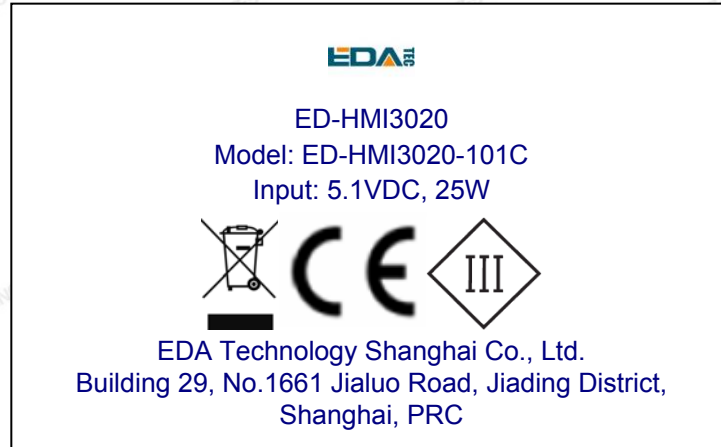 EDA TEC
ED-HMI3020
Model: ED-HMI3020-101C
Input: 5.1VDC, 25W
CE III
EDA Technology Shanghai Co., Ltd.
Building 29, No.1661 Jialuo Road, Jiading District,
Shanghai, PRC